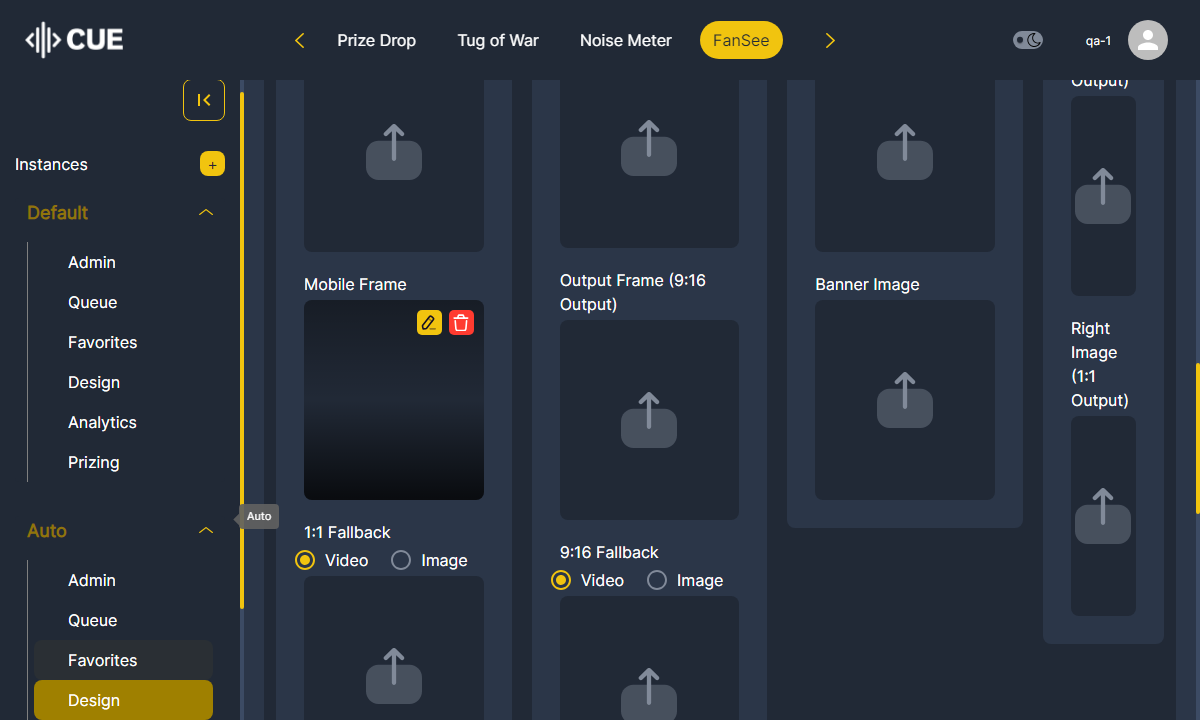 CUE
Prize Drop
Tug of War
Noise Meter
FanSee
qa-1
Instances
+
Default
Admin
Queue
Favorites
Design
Analytics
Prizing
Auto
Admin
Queue
Favorites
Design
Auto
Mobile Frame
1:1 Fallback
Video
Image
Output Frame (9:16
Output)
9:16 Fallback
Video
Image
Banner Image
Output)
Right
Image
(1:1
Output)